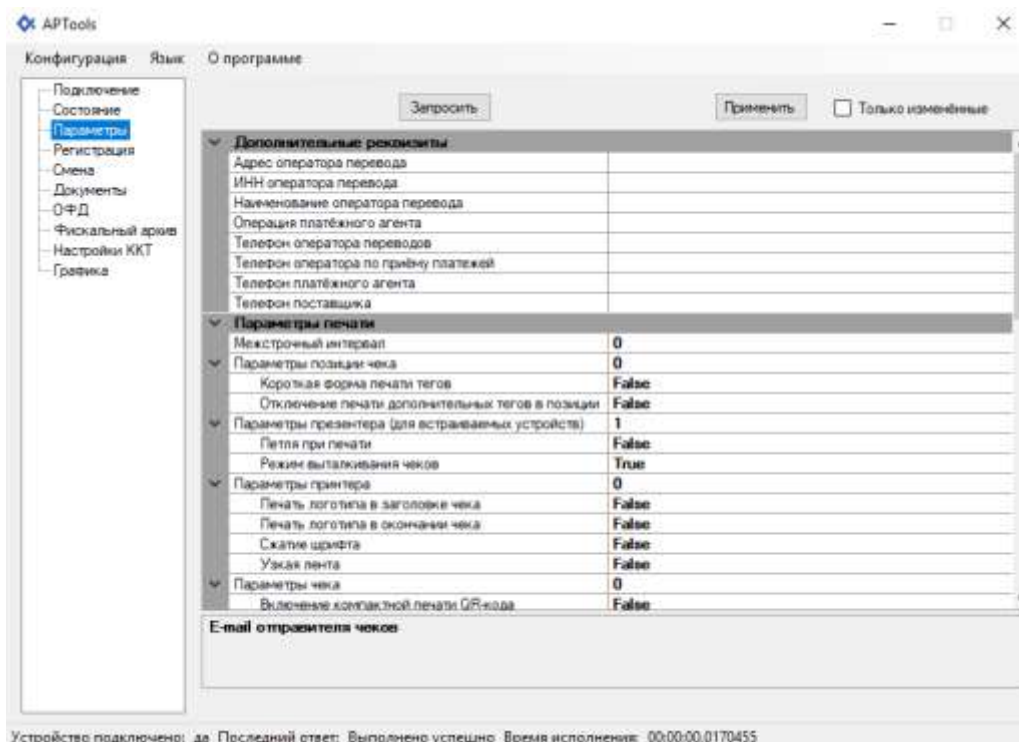 APTools
Конфигурация Язык О программе
Подключение
Состояние
Параметры
Регистрация
Смена
Документы
ОФД
Фискальный архив
Настройки ККТ
Графика
Запросить Применить Только изменённые
Дополнительные реквизиты
Адрес оператора перевода
ИНН оператора перевода
Наименование оператора перевода
Операция платёжного агента
Телефон оператора переводов
Телефон оператора по приёму платежей
Телефон платёжного агента
Телефон поставщика
Параметры печати
Межстрочный интервал 0
Параметры позиции чека 0
Короткая форма печати тегов False
Отключение печати дополнительных тегов в позиции False
Параметры презентера (для встраиваемых устройств) 1
Петля при печати False
Режим выталкивания чеков True
Параметры принтера 0
Печать логотипа в заголовке чека False
Печать логотипа в окончании чека False
Сжатие шрифта False
Узкая лента False
Параметры чека 0
Включение компактной печати QR-кода False
E-mail отправителя чеков
Устройство подключено: да Последний ответ: Выполнено успешно Время исполнения: 00:00:00.0170455